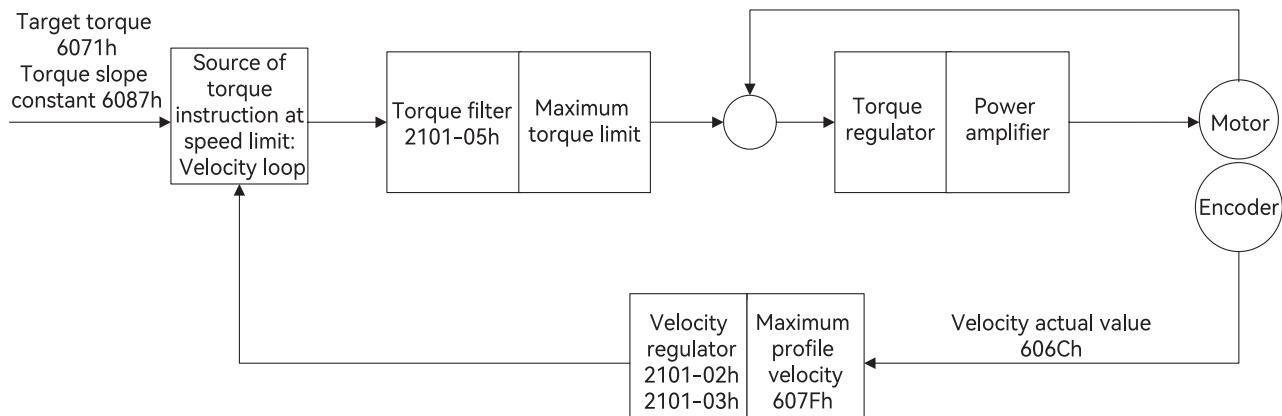 Target torque
6071h
Torque slope
constant 6087h
Source of
torque
instruction at
speed limit:
Velocity loop
Torque filter
2101-05h
Maximum
torque limit
Torque
regulator
Power
amplifier
Motor
Encoder
Velocity
regulator
2101-02h
2101-03h
Maximum
profile
velocity
607Fh
Velocity actual value
606Ch